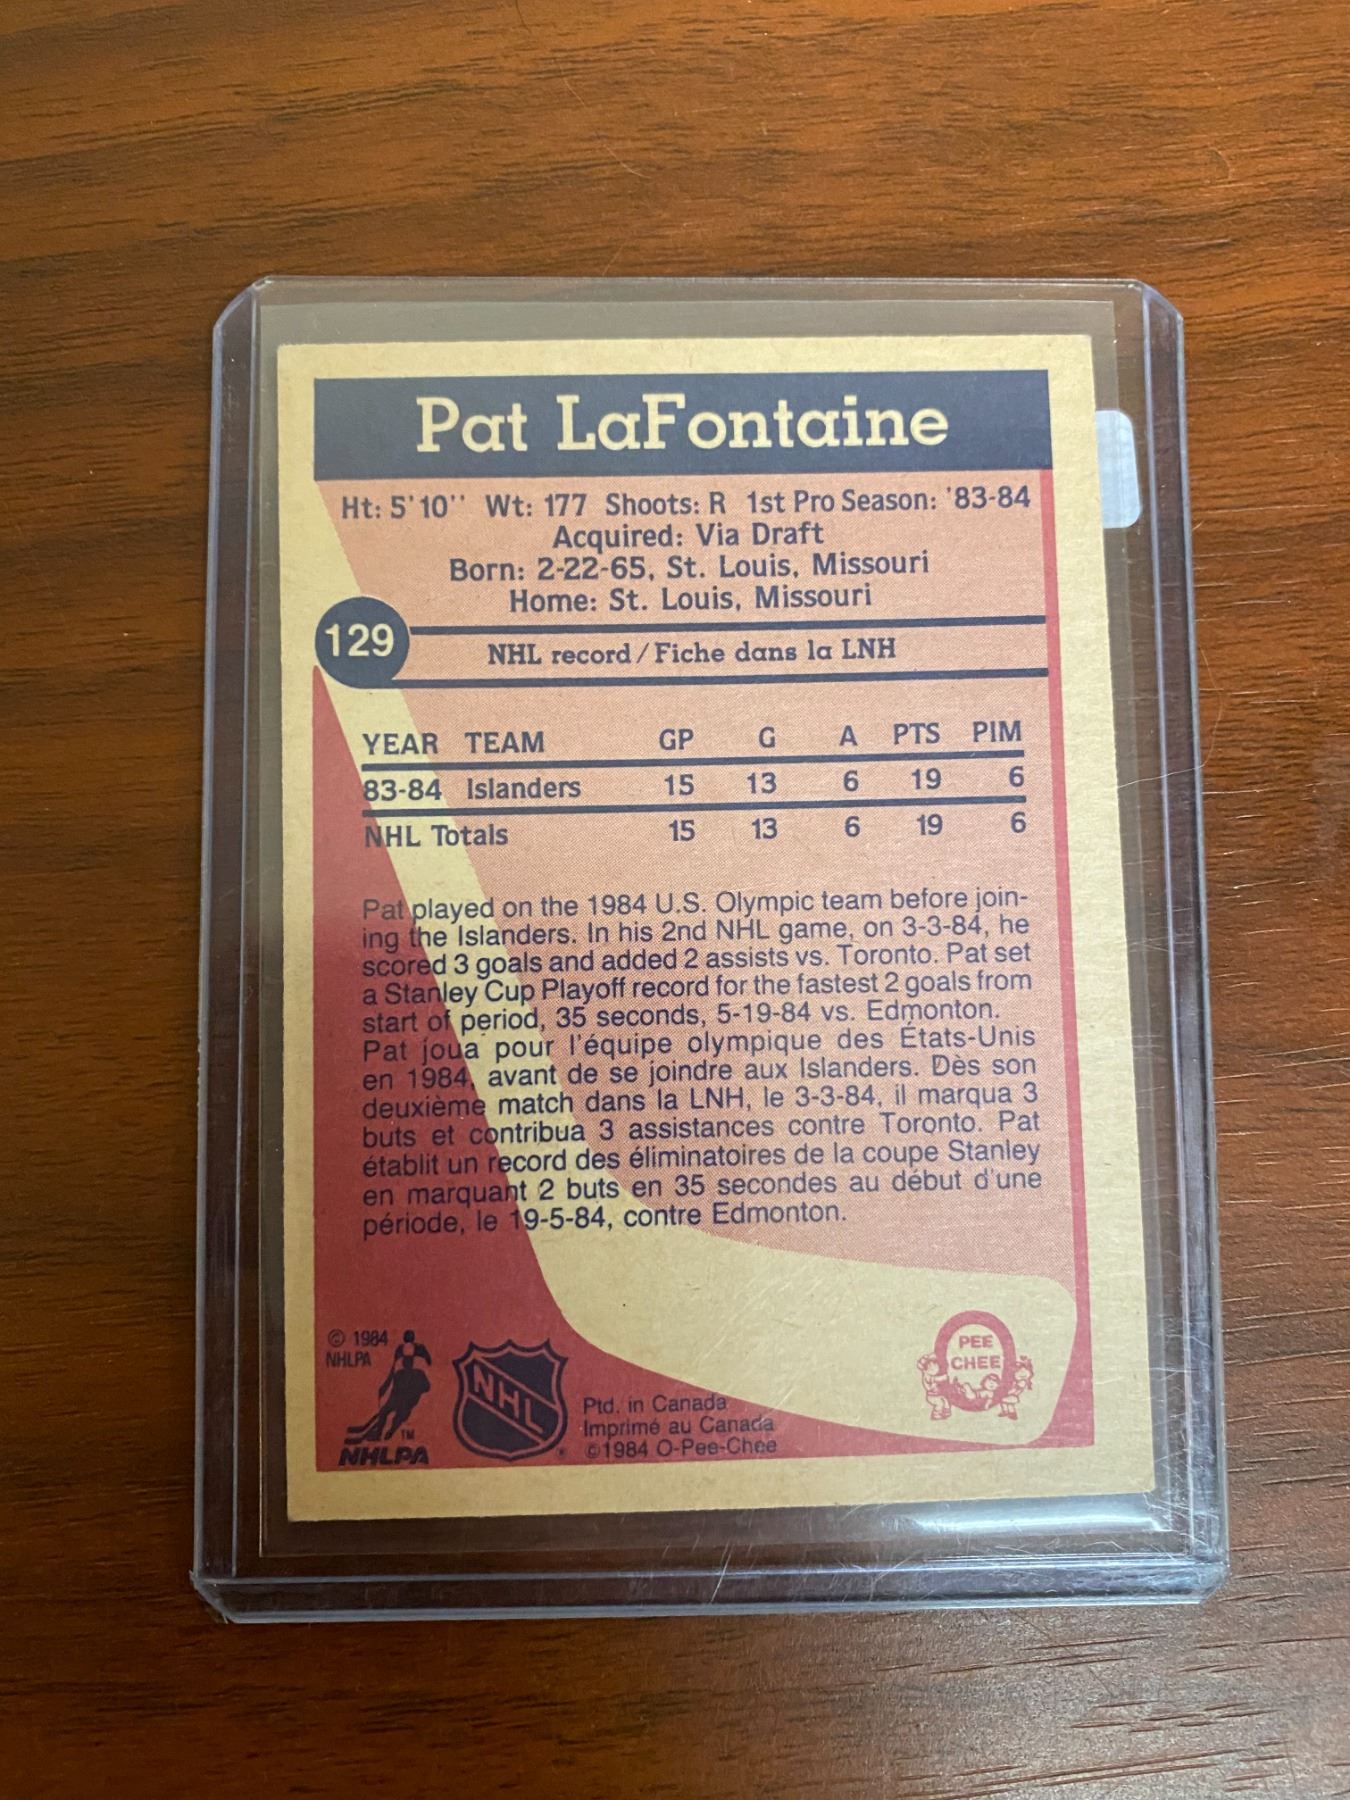 Pat LaFontaine
Ht: 5'10'' Wt: 177 Shoots: R 1st Pro Season: '83-84
Acquired: Via Draft
Born: 2-22-65, St. Louis, Missouri
Home: St. Louis, Missouri
129
NHL record/Fiche dans la LNH
YEAR TEAM GP G A PTS PIM
83-84 Islanders 15 13 6 19 6
NHL Totals 15 13 6 19 6
Pat played on the 1984 U.S. Olympic team before join-
ing the Islanders. In his 2nd NHL game, on 3-3-84, he
scored 3 goals and added 2 assists vs. Toronto. Pat set
a Stanley Cup Playoff record for the fastest 2 goals from
start of period, 35 seconds, 5-19-84 vs. Edmonton.
Pat joua pour l'équipe olympique des États-Unis
en 1984, avant de se joindre aux Islanders. Dès son
deuxième match dans la LNH, le 3-3-84, il marqua 3
buts et contribua 3 assistances contre Toronto. Pat
établit un record des éliminatoires de la coupe Stanley
en marquant 2 buts en 35 secondes au début d'une
période, le 19-5-84, contre Edmonton.
© 1984
NHLPA
TM
NHLPA
NHL
®
Ptd. in Canada
Imprimé au Canada
©1984 O-Pee-Chee
PEE
CHEE